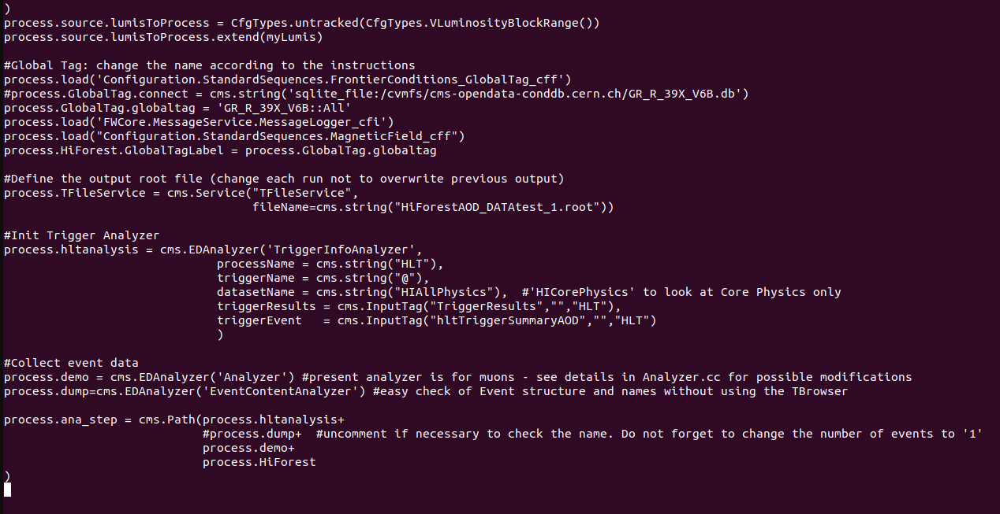 )
process.source.lumisToProcess = CfgTypes.untracked(CfgTypes.VLuminosityBlockRange())
process.source.lumisToProcess.extend(myLumis)

#Global Tag: change the name according to the instructions
process.load('Configuration.StandardSequences.FrontierConditions_GlobalTag_cff')
#process.GlobalTag.connect = cms.string('sqlite_file:/cvmfs/cms-opendata-conddb.cern.ch/GR_R_39X_V6B.db')
process.GlobalTag.globaltag = 'GR_R_39X_V6B::All'
process.load('FWCore.MessageService.MessageLogger_cfi')
process.load("Configuration.StandardSequences.MagneticField_cff")
process.HiForest.GlobalTagLabel = process.GlobalTag.globaltag

#Define the output root file (change each run not to overwrite previous output)
process.TFileService = cms.Service("TFileService",
                                   fileName=cms.string("HiForestAOD_DATAtest_1.root"))

#Init Trigger Analyzer
process.hltanalysis = cms.EDAnalyzer('TriggerInfoAnalyzer',
                              processName = cms.string("HLT"),
                              triggerName = cms.string("@"),
                              datasetName = cms.string("HIAllPhysics"),  #'HICorePhysics' to look at Core Physics only
                              triggerResults = cms.InputTag("TriggerResults","","HLT"),
                              triggerEvent   = cms.InputTag("hltTriggerSummaryAOD","","HLT")
                              )

#Collect event data
process.demo = cms.EDAnalyzer('Analyzer') #present analyzer is for muons - see details in Analyzer.cc for possible modifications
process.dump=cms.EDAnalyzer('EventContentAnalyzer') #easy check of Event structure and names without using the TBrowser

process.ana_step = cms.Path(process.hltanalysis+
                            #process.dump+  #uncomment if necessary to check the name. Do not forget to change the number of events to '1'
                            process.demo+
                            process.HiForest
)